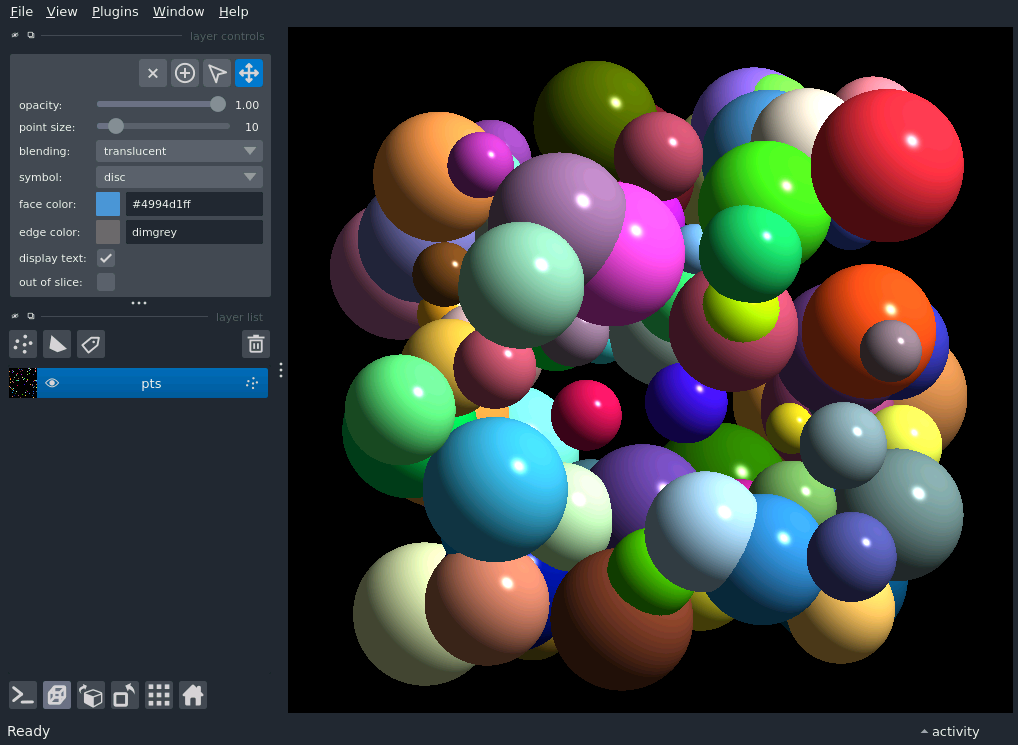 File View Plugins Window Help
layer controls
opacity: 1.00
point size: 10
blending: translucent
symbol: disc
face color: #4994d1ff
edge color: dimgrey
display text:
out of slice:
layer list
pts
Ready activity